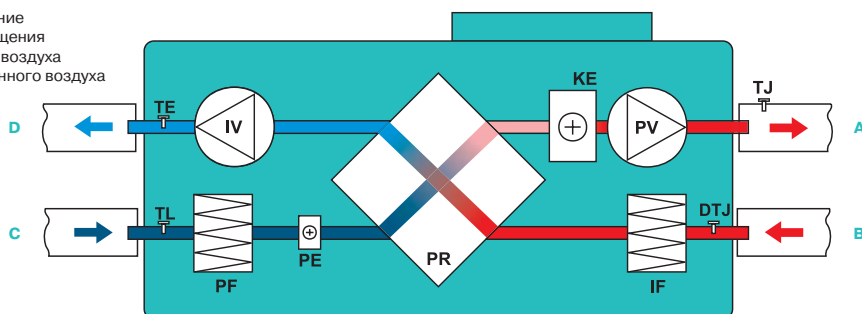 ние
щения
воздуха
нного воздуха
KE
TJ
TE
D
IV
PV
A
TL
DTJ
C
B
PE
PR
PF
IF